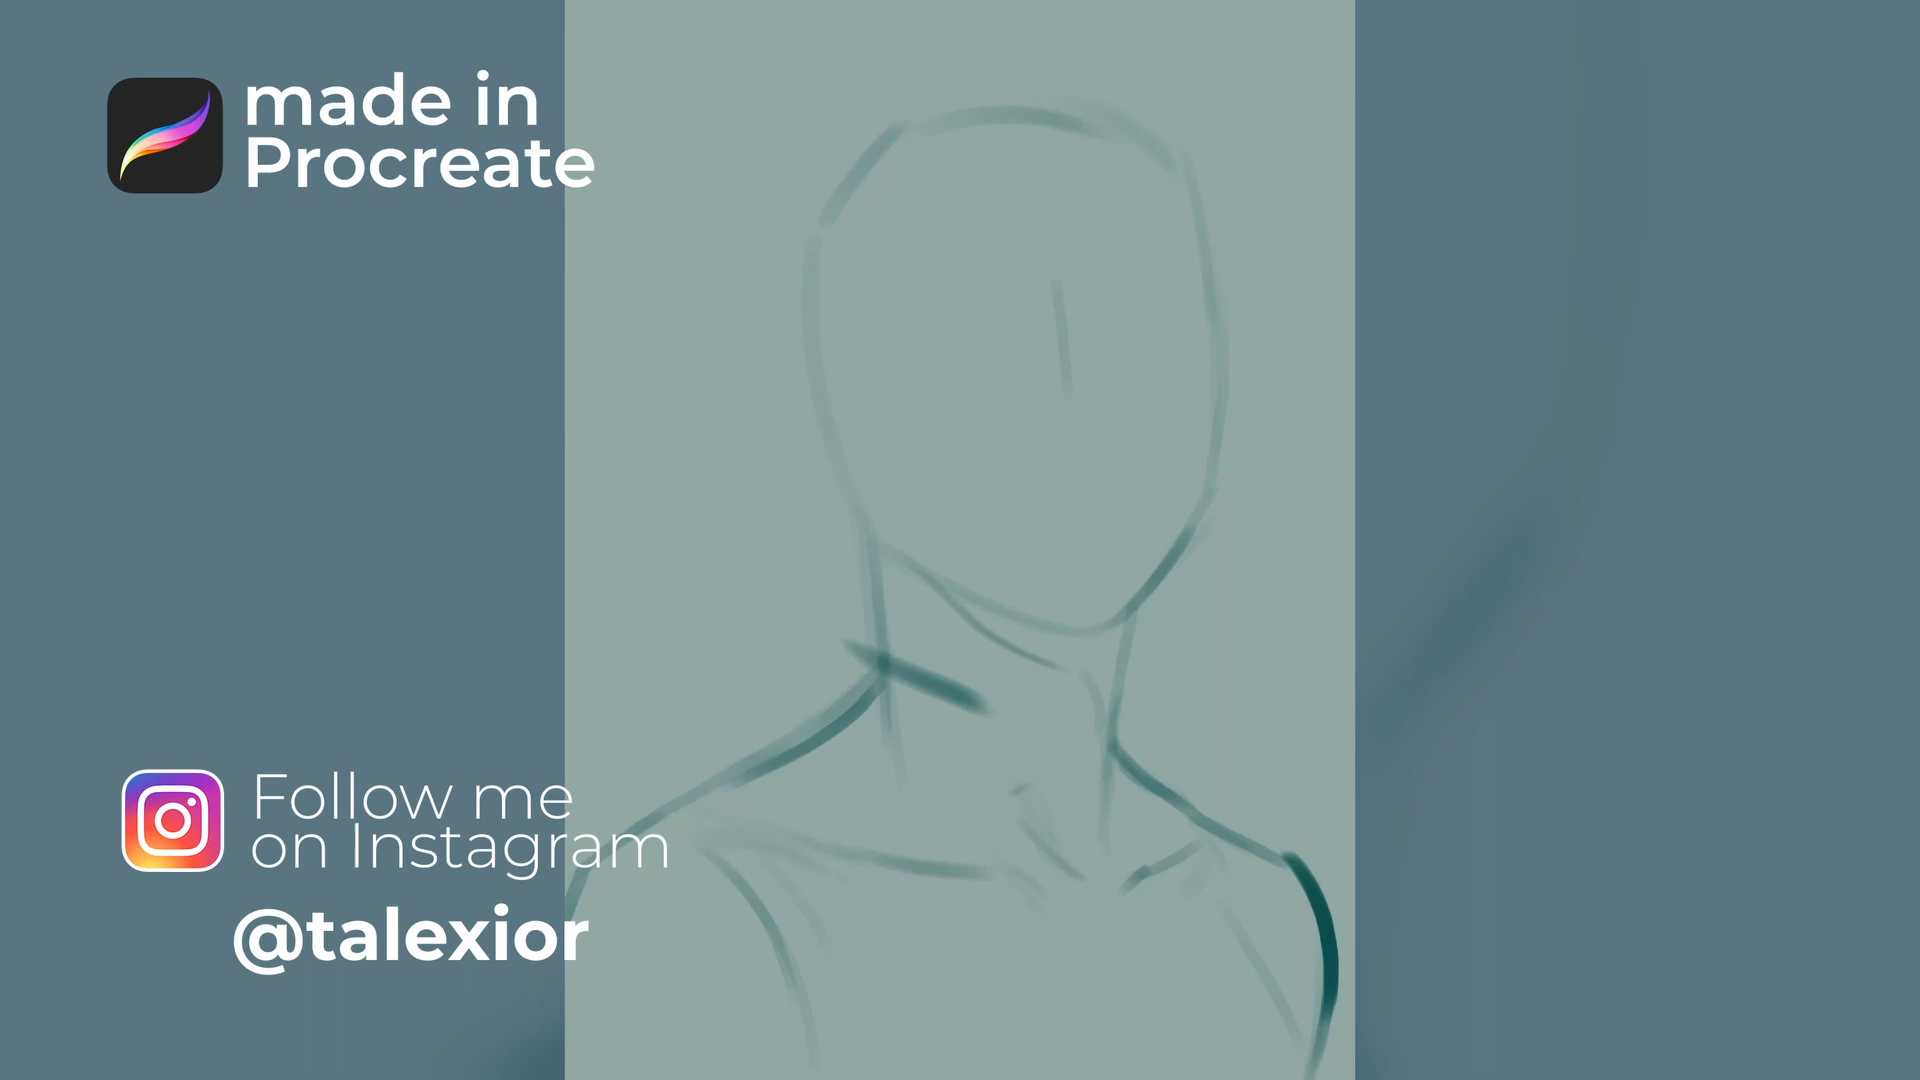 made in
Procreate
Follow me
on Instagram
@talexior